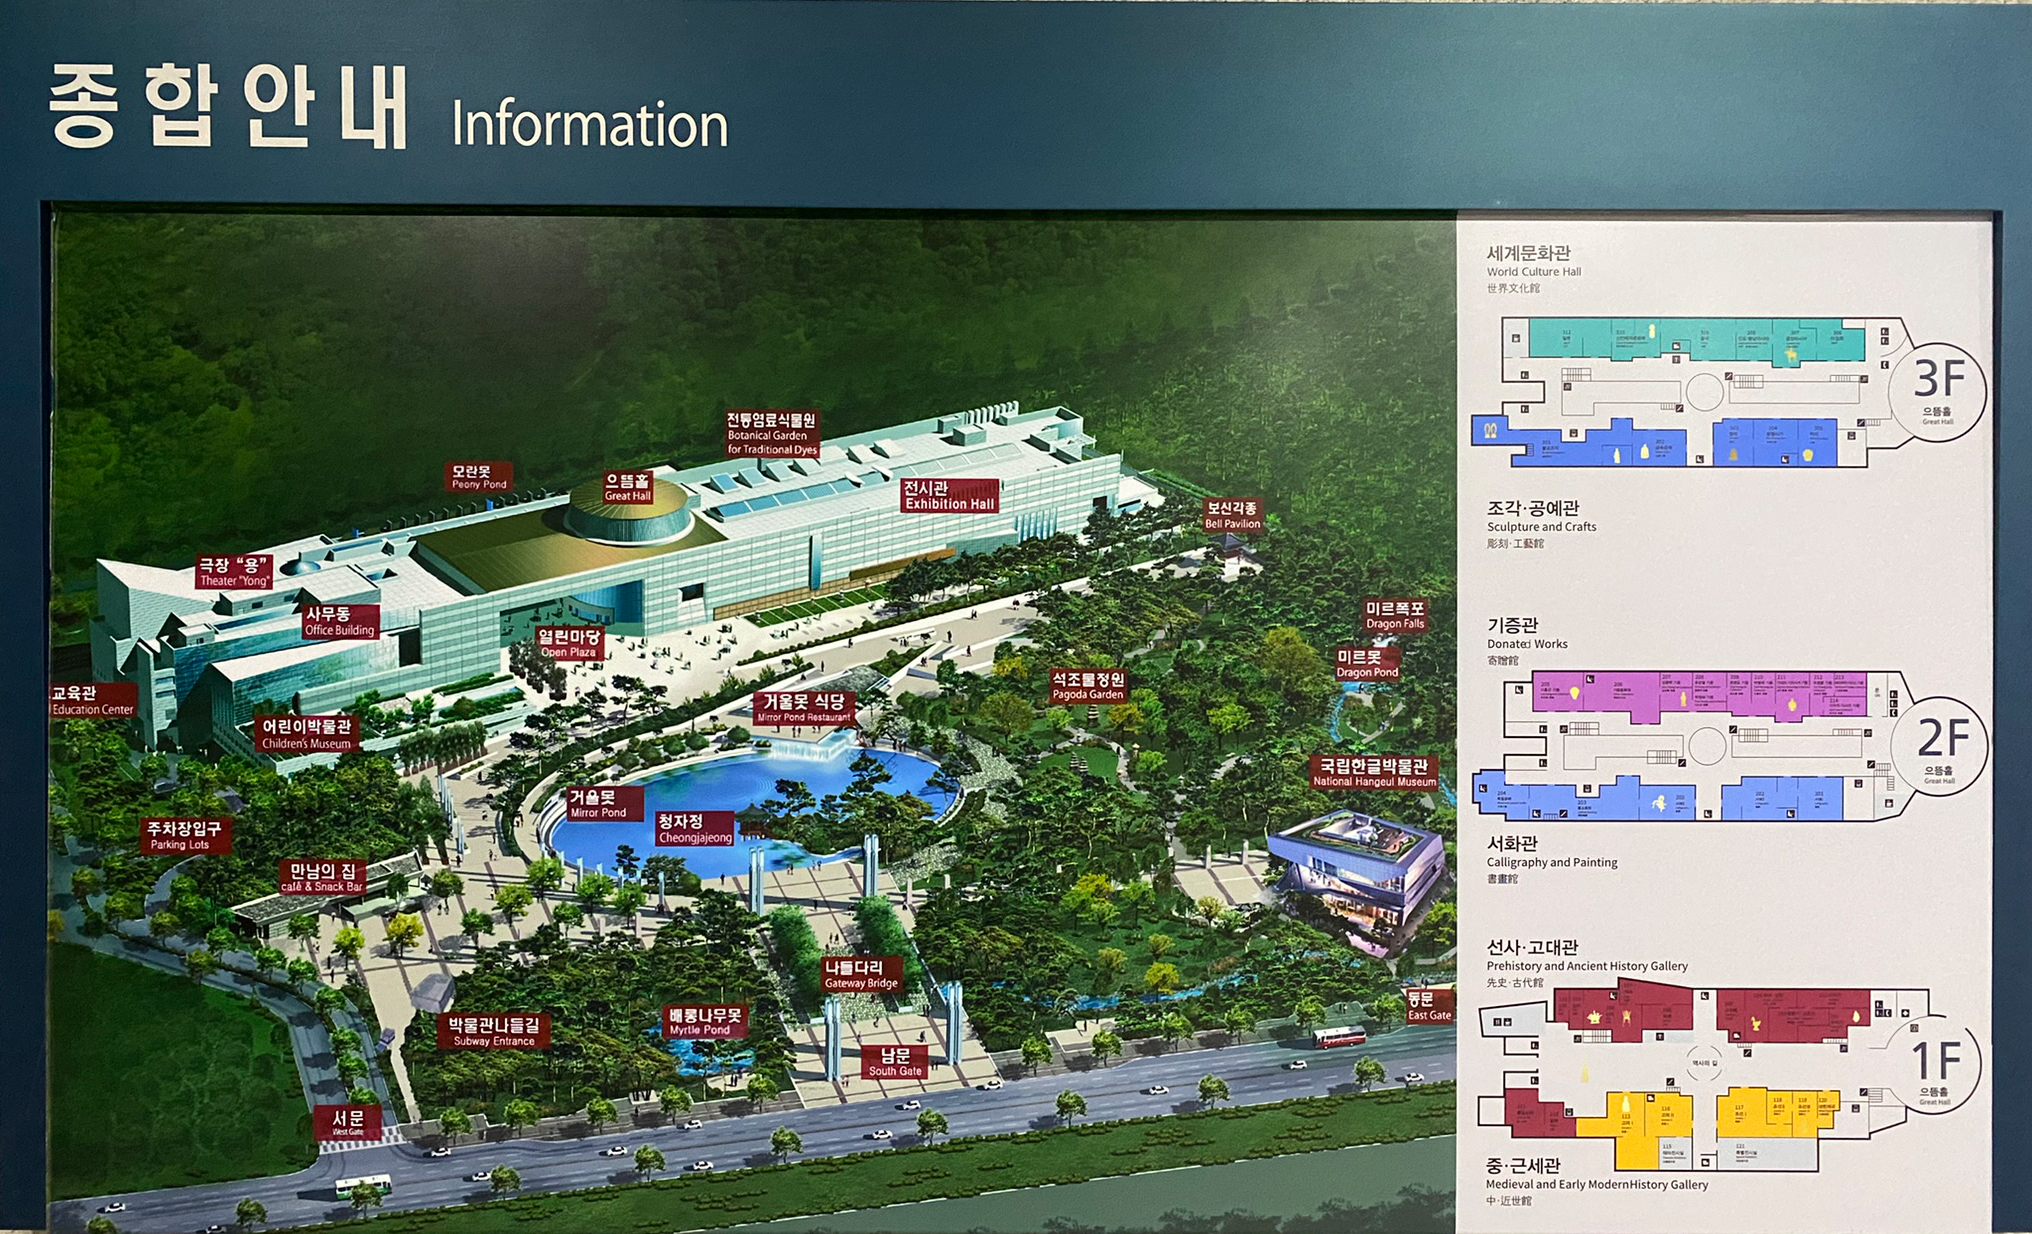 종합안내 Information
전통염료식물원
Botanical Garden
for Traditional Dyes
모란못
Peony Pond
으뜸홀
Great Hall
전시관
Exhibition Hall
보신각종
Bell Pavilion
극장 "용"
Theater "Yong"
사무동
Office Building
열린마당
Open Plaza
미르폭포
Dragon Falls
미르못
Dragon Pond
석조물정원
Pagoda Garden
교육관
Education Center
거울못 식당
Mirror Pond Restaurant
어린이박물관
Children's Museum
국립한글박물관
National Hangeul Museum
거울못
Mirror Pond
청자정
Cheongjajeong
주차장입구
Parking Lots
만남의 집
café & Snack Bar
나들다리
Gateway Bridge
동문
East Gate
박물관나들길
Subway Entrance
배롱나무못
Myrtle Pond
남문
South Gate
서문
West Gate
세계문화관
World Culture Hall
世界文化館
3F
으뜸홀
Great Hall
조각·공예관
Sculpture and Crafts
彫刻·工藝館
기증관
Donated Works
寄贈館
2F
으뜸홀
Great Hall
서화관
Calligraphy and Painting
書畫館
선사·고대관
Prehistory and Ancient History Gallery
先史·古代館
역사의 길
1F
으뜸홀
Great Hall
중·근세관
Medieval and Early ModernHistory Gallery
中·近世館